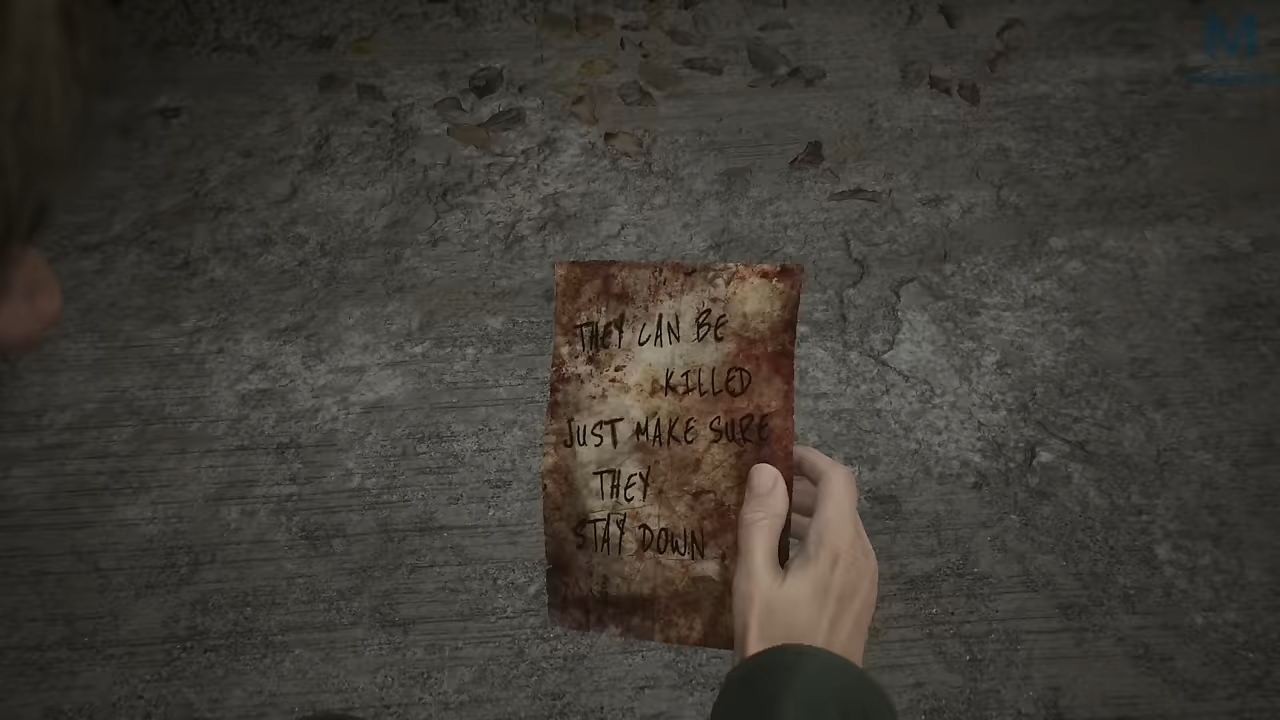 M
THEY CAN BE
KILLED
JUST MAKE SURE
THEY
STAY DOWN